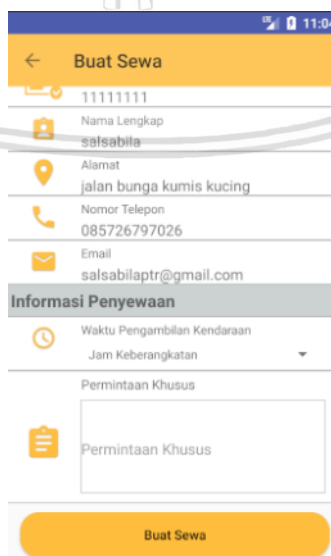 11:04
Buat Sewa
11111111
Nama Lengkap
salsabila
Alamat
jalan bunga kumis kucing
Nomor Telepon
085726797026
Email
salsabilaptr@gmail.com
Informasi Penyewaan
Waktu Pengambilan Kendaraan
Jam Keberangkatan
Permintaan Khusus
Permintaan Khusus
Buat Sewa